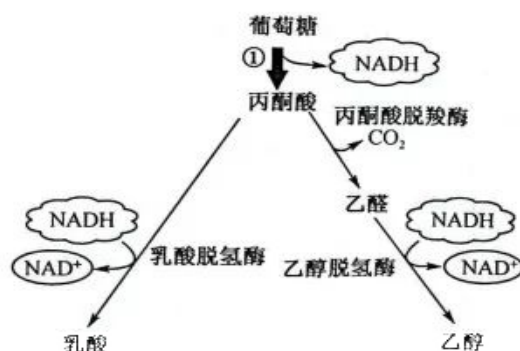 葡萄糖
①
NADH
丙酮酸
丙酮酸脱羧酶
CO₂
乙醛
NADH
NADH
NAD⁺
乳酸脱氢酶
乙醇脱氢酶
NAD⁺
乳酸
乙醇